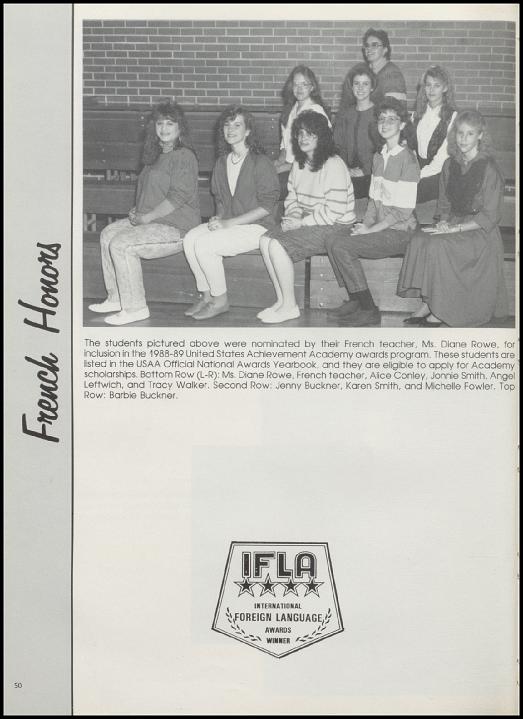 French Honors
The students pictured above were nominated by their French teacher, Ms. Diane Rowe, for
inclusion in the 1988-89 United States Achievement Academy awards program. These students are
listed in the USAA Official National Awards Yearbook, and they are eligible to apply for Academy
scholarships. Bottom Row (L-R): Ms. Diane Rowe, French teacher, Alice Conley, Jonnie Smith, Angel
Leftwich, and Tracy Walker. Second Row: Jenny Buckner, Karen Smith, and Michelle Fowler. Top
Row: Barbie Buckner.
IFLA
INTERNATIONAL
FOREIGN LANGUAGE
AWARDS
WINNER
50